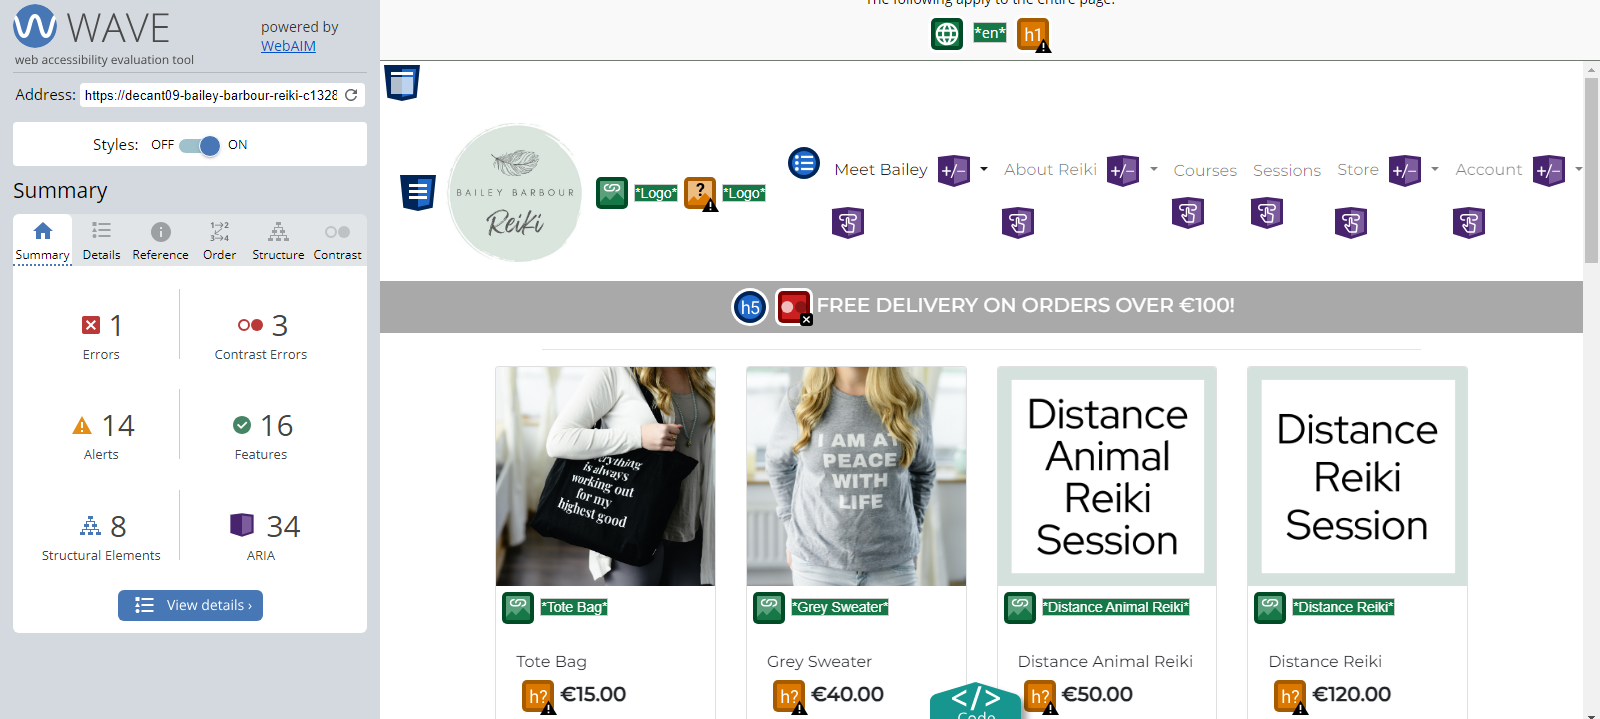 The following apply to the entire page:
*en* h1
WAVE
powered by
WebAIM
web accessibility evaluation tool
Address: https://decant09-bailey-barbour-reiki-c1328
Styles: OFF ON
Summary
Summary Details Reference Order Structure Contrast
1
Errors
3
Contrast Errors
14
Alerts
16
Features
8
Structural Elements
34
ARIA
View details ›
BAILEY BARBOUR
Reiki
*Logo* ? *Logo*
Meet Bailey +/- About Reiki +/- Courses Sessions Store +/- Account +/-
h5 FREE DELIVERY ON ORDERS OVER €100!
is always
working out
for my
highest good
I AM AT
PEACE
WITH
LIFE
Distance
Animal
Reiki
Session
Distance
Reiki
Session
*Tote Bag* *Grey Sweater* *Distance Animal Reiki* *Distance Reiki*
Tote Bag Grey Sweater Distance Animal Reiki Distance Reiki
h? €15.00 h? €40.00 h? €50.00 h? €120.00
</> Code